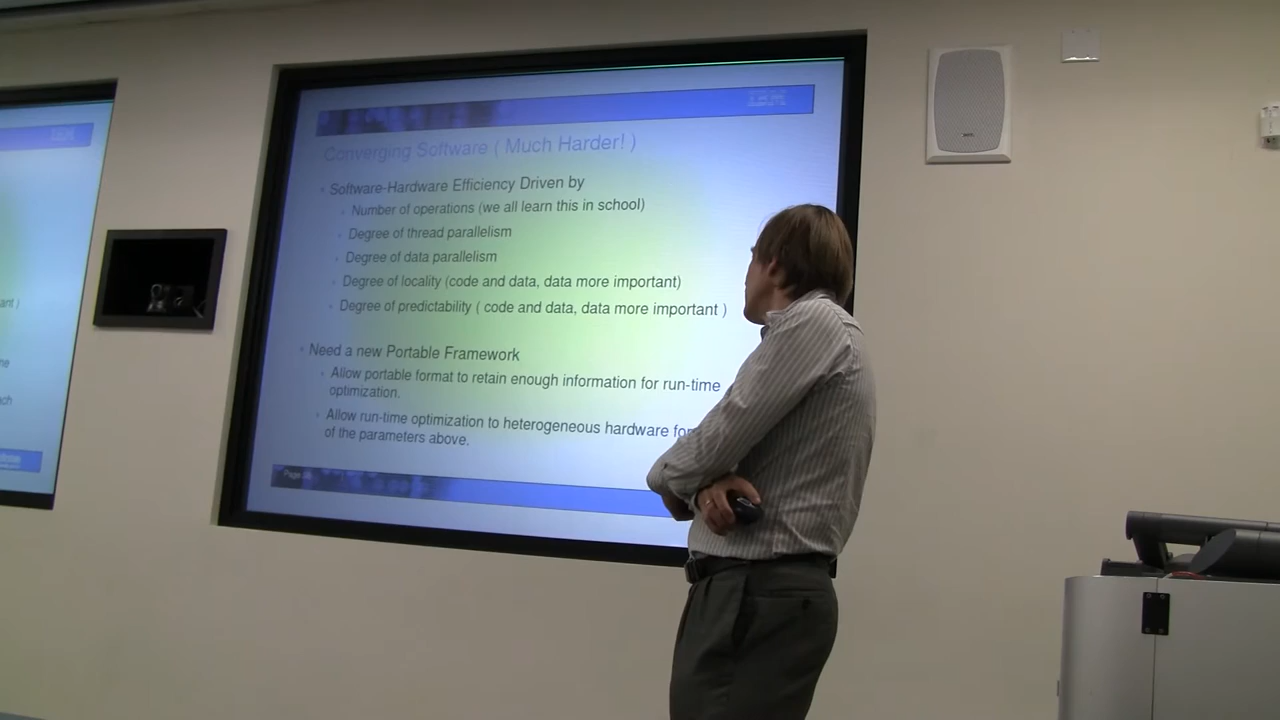 Converging Software ( Much Harder! )
Software-Hardware Efficiency Driven by
Number of operations (we all learn this in school)
Degree of thread parallelism
Degree of data parallelism
Degree of locality (code and data, data more important)
Degree of predictability ( code and data, data more important )
Need a new Portable Framework
Allow portable format to retain enough information for run-time
optimization.
Allow run-time optimization to heterogeneous hardware for
of the parameters above.
Page
ant )